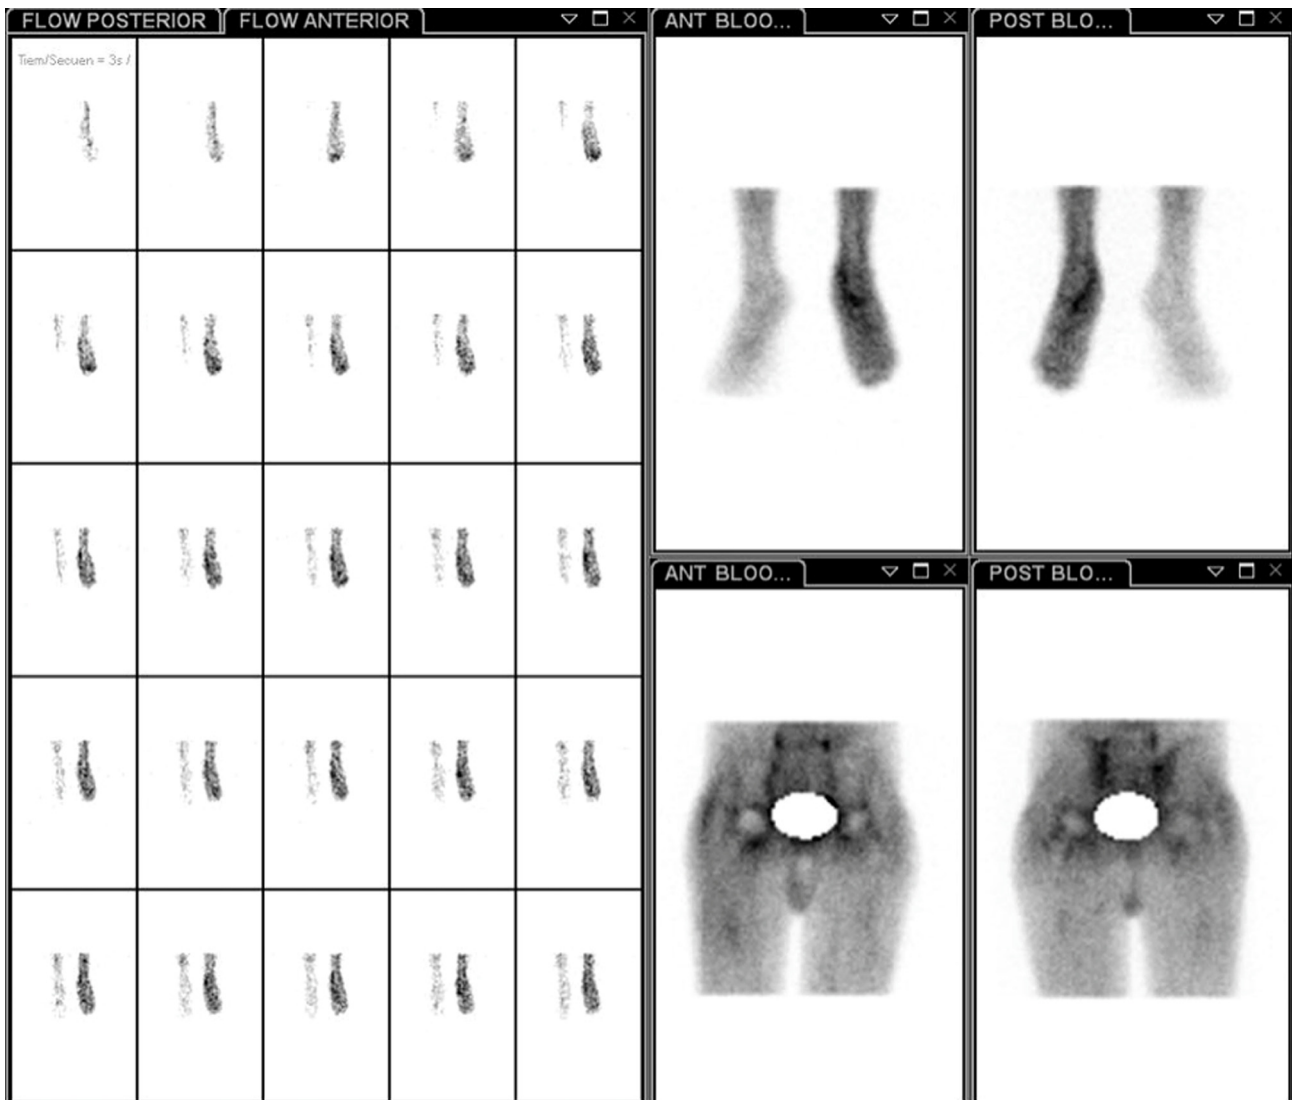 FLOW POSTERIOR
FLOW ANTERIOR
ANT BLOO...
POST BLO...
Tiem/Secuen = 3s /
ANT BLOO...
POST BLO...